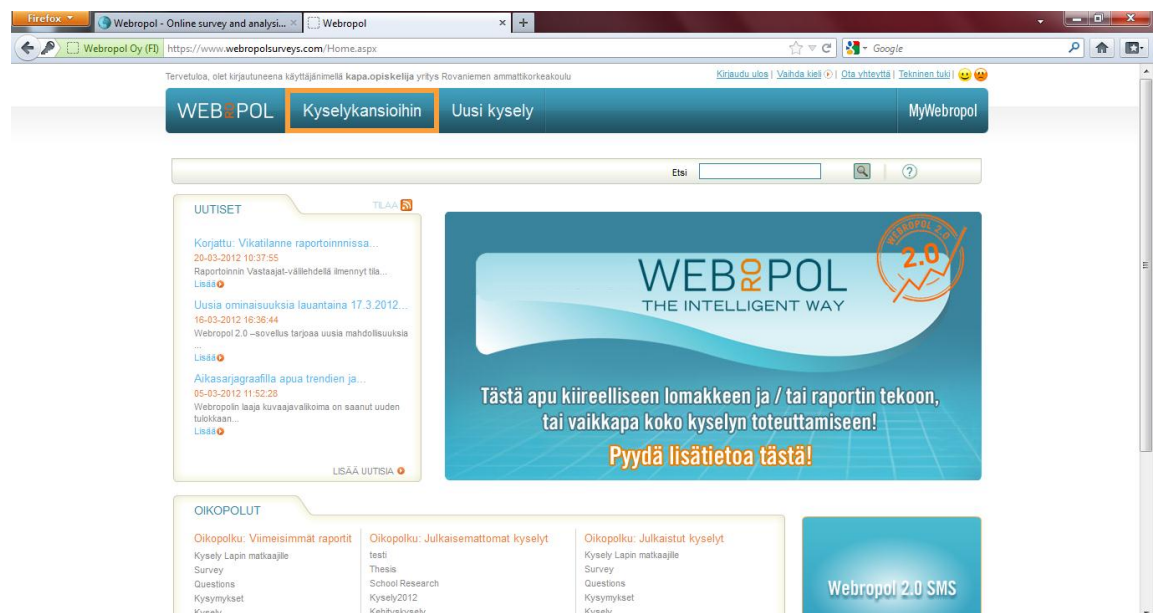 Firefox
Webropol - Online survey and analysi...
Webropol
Webropol Oy (FI)
https://www.webropolsurveys.com/Home.aspx
Google
Tervetuloa, olet kirjautuneena käyttäjänimellä kapa.opiskelija yritys Rovaniemen ammattikorkeakoulu
Kirjaudu ulos | Vaihda kieli | Ota yhteyttä | Tekninen tuki |
WEBROPOL
Kyselykansioihin
Uusi kysely
MyWebropol
Etsi
?
UUTISET
TILAA
Korjattu: Vikatilanne raportoinnnissa...
20-03-2012 10:37:55
Raportoinnin Vastaajat-välilehdellä ilmennyt tila...
Lisää
Uusia ominaisuuksia lauantaina 17.3.2012...
16-03-2012 16:36:44
Webropol 2.0 –sovellus tarjoaa uusia mahdollisuuksia
...
Lisää
Aikasarjagraafilla apua trendien ja...
05-03-2012 11:52:28
Webropolin laaja kuvaajavalikoima on saanut uuden
tulokkaan...
Lisää
LISÄÄ UUTISIA
WEBROPOL
THE INTELLIGENT WAY
WEBROPOL 2.0
2.0
Tästä apu kiireelliseen lomakkeen ja / tai raportin tekoon,
tai vaikkapa koko kyselyn toteuttamiseen!
Pyydä lisätietoa tästä!
OIKOPOLUT
Oikopolku: Viimeisimmät raportit
Kysely Lapin matkaajille
Survey
Questions
Kysymykset
Kysely
Oikopolku: Julkaisemattomat kyselyt
testi
Thesis
School Research
Kysely2012
Kehityskysely
Oikopolku: Julkaistut kyselyt
Kysely Lapin matkaajille
Survey
Questions
Kysymykset
Kysely
Webropol 2.0 SMS